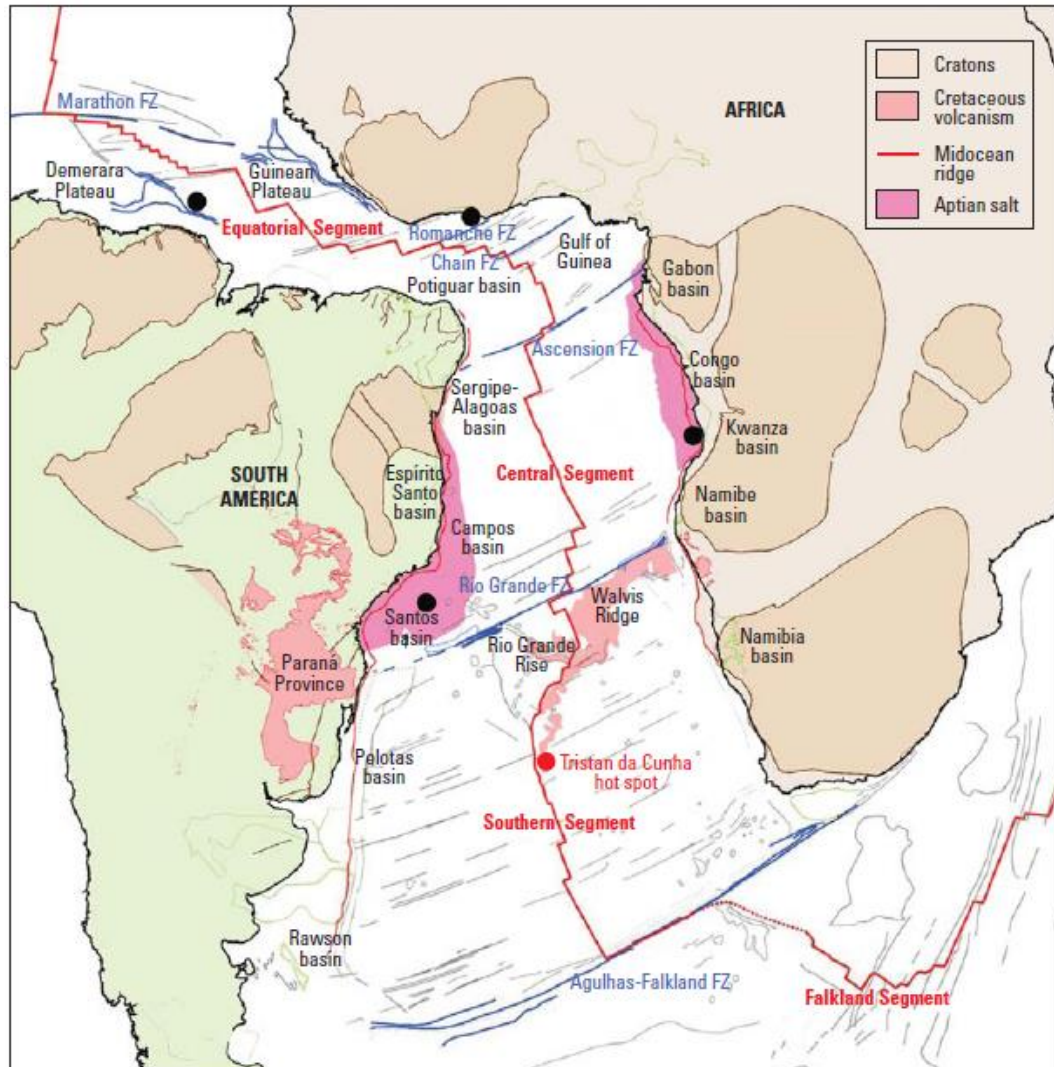 Cratons
Cretaceous
volcanism
Midocean
ridge
Aptian salt
AFRICA
Marathon FZ
Demerara
Plateau
Guinean
Plateau
Equatorial Segment
Romanche FZ
Chain FZ
Potiguar basin
Gulf of
Guinea
Gabon
basin
Ascension FZ
Congo
basin
Sergipe-
Alagoas
basin
Kwanza
basin
SOUTH
AMERICA
Espírito
Santo
basin
Central Segment
Namibe
basin
Campos
basin
Rio Grande FZ
Walvis
Ridge
Santos
basin
Rio Grande
Rise
Namibia
basin
Paraná
Province
Pelotas
basin
Tristan da Cunha
hot spot
Southern Segment
Rawson
basin
Agulhas-Falkland FZ
Falkland Segment